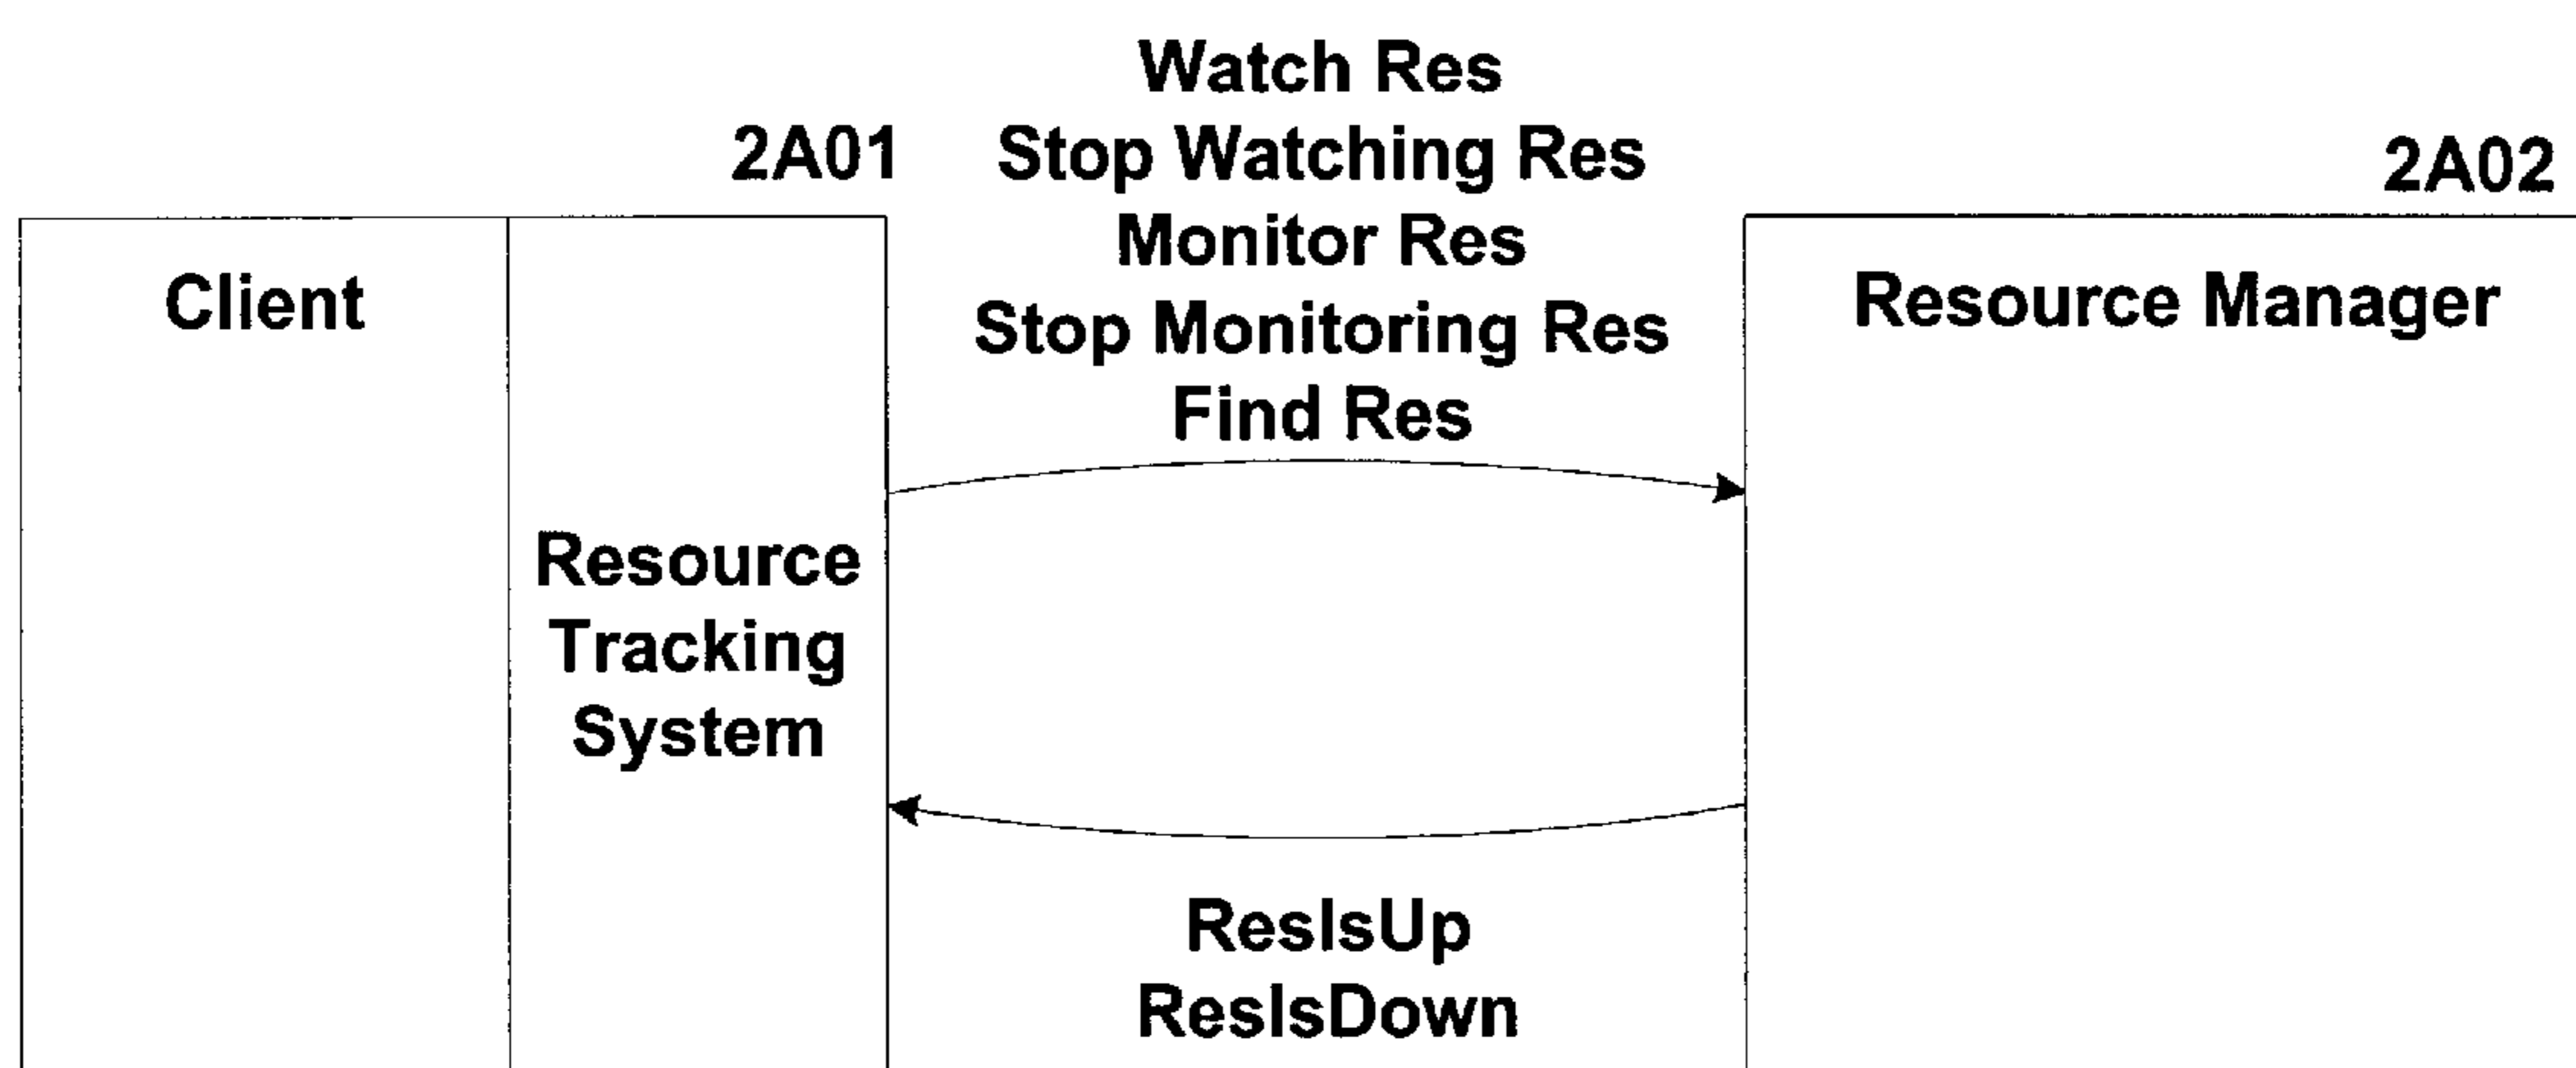 Watch Res
2A01
Stop Watching Res
2A02
Monitor Res
Client
Resource Manager
Stop Monitoring Res
Find Res
Resource
Tracking
System
ResIsUp
ResIsDown